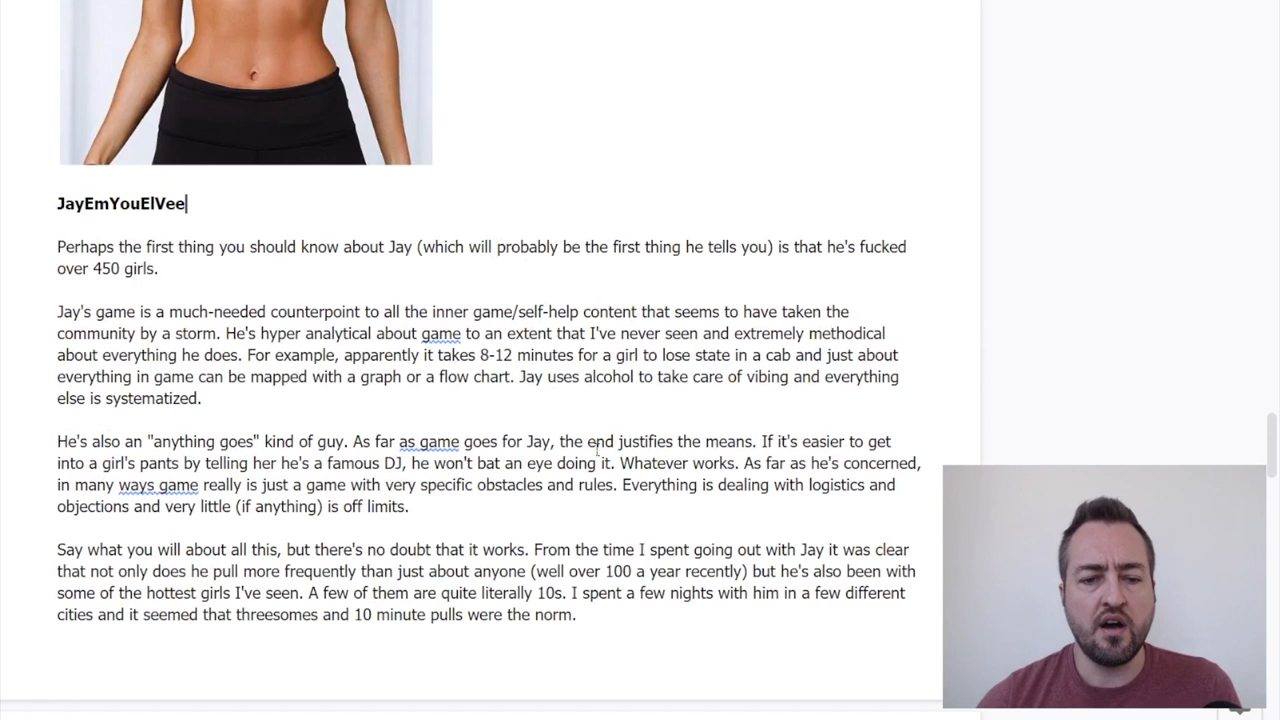 JayEmYouElVee
Perhaps the first thing you should know about Jay (which will probably be the first thing he tells you) is that he's fucked
over 450 girls.
Jay's game is a much-needed counterpoint to all the inner game/self-help content that seems to have taken the
community by a storm. He's hyper analytical about game to an extent that I've never seen and extremely methodical
about everything he does. For example, apparently it takes 8-12 minutes for a girl to lose state in a cab and just about
everything in game can be mapped with a graph or a flow chart. Jay uses alcohol to take care of vibing and everything
else is systematized.
He's also an "anything goes" kind of guy. As far as game goes for Jay, the end justifies the means. If it's easier to get
into a girl's pants by telling her he's a famous DJ, he won't bat an eye doing it. Whatever works. As far as he's concerned,
in many ways game really is just a game with very specific obstacles and rules. Everything is dealing with logistics and
objections and very little (if anything) is off limits.
Say what you will about all this, but there's no doubt that it works. From the time I spent going out with Jay it was clear
that not only does he pull more frequently than just about anyone (well over 100 a year recently) but he's also been with
some of the hottest girls I've seen. A few of them are quite literally 10s. I spent a few nights with him in a few different
cities and it seemed that threesomes and 10 minute pulls were the norm.